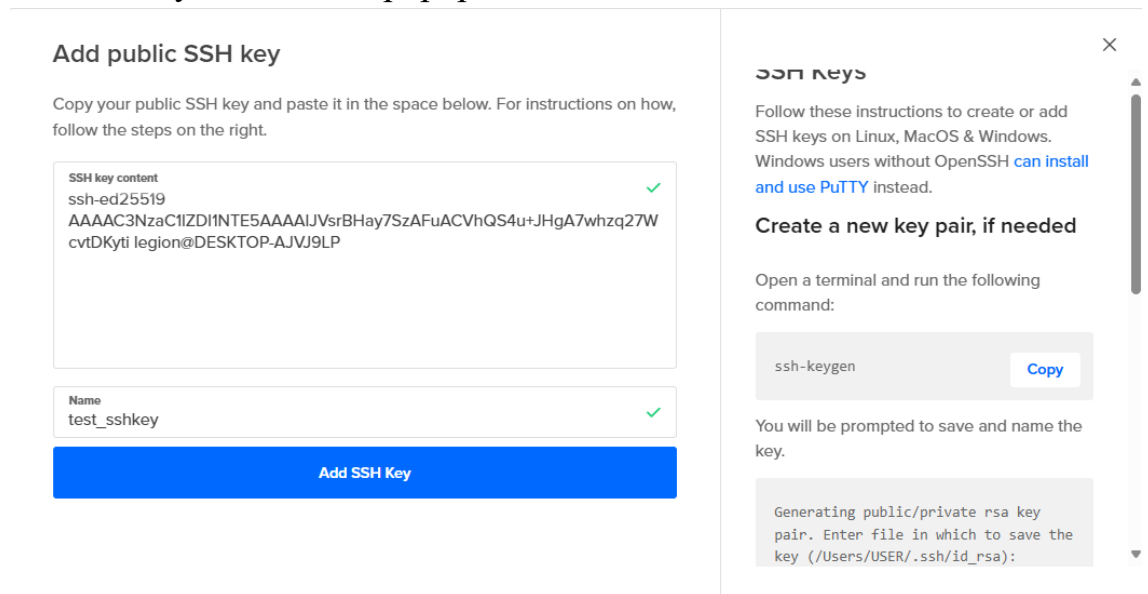 Add public SSH key
Copy your public SSH key and paste it in the space below. For instructions on how,
follow the steps on the right.
SSH key content
ssh-ed25519
AAAAC3NzaC1lZDI1NTE5AAAAIJVsrBHay7SzAFuACVhQS4u+JHgA7whzq27W
cvtDKyti legion@DESKTOP-AJVJ9LP
Name
test_sshkey
Add SSH Key
SSH Keys
Follow these instructions to create or add
SSH keys on Linux, MacOS & Windows.
Windows users without OpenSSH can install
and use PuTTY instead.
Create a new key pair, if needed
Open a terminal and run the following
command:
ssh-keygen
Copy
You will be prompted to save and name the
key.
Generating public/private rsa key
pair. Enter file in which to save the
key (/Users/USER/.ssh/id_rsa):